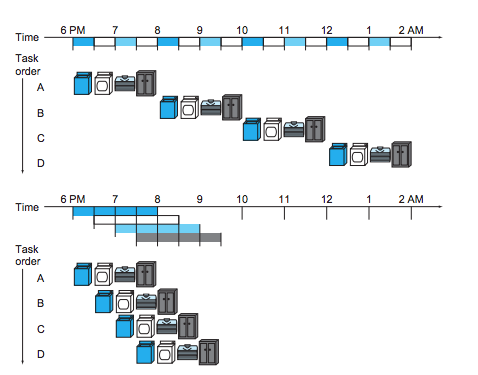 6 PM 7 8 9 10 11 12 1 2 AM
Time
Task
order
A
B
C
D
6 PM 7 8 9 10 11 12 1 2 AM
Time
Task
order
A
B
C
D